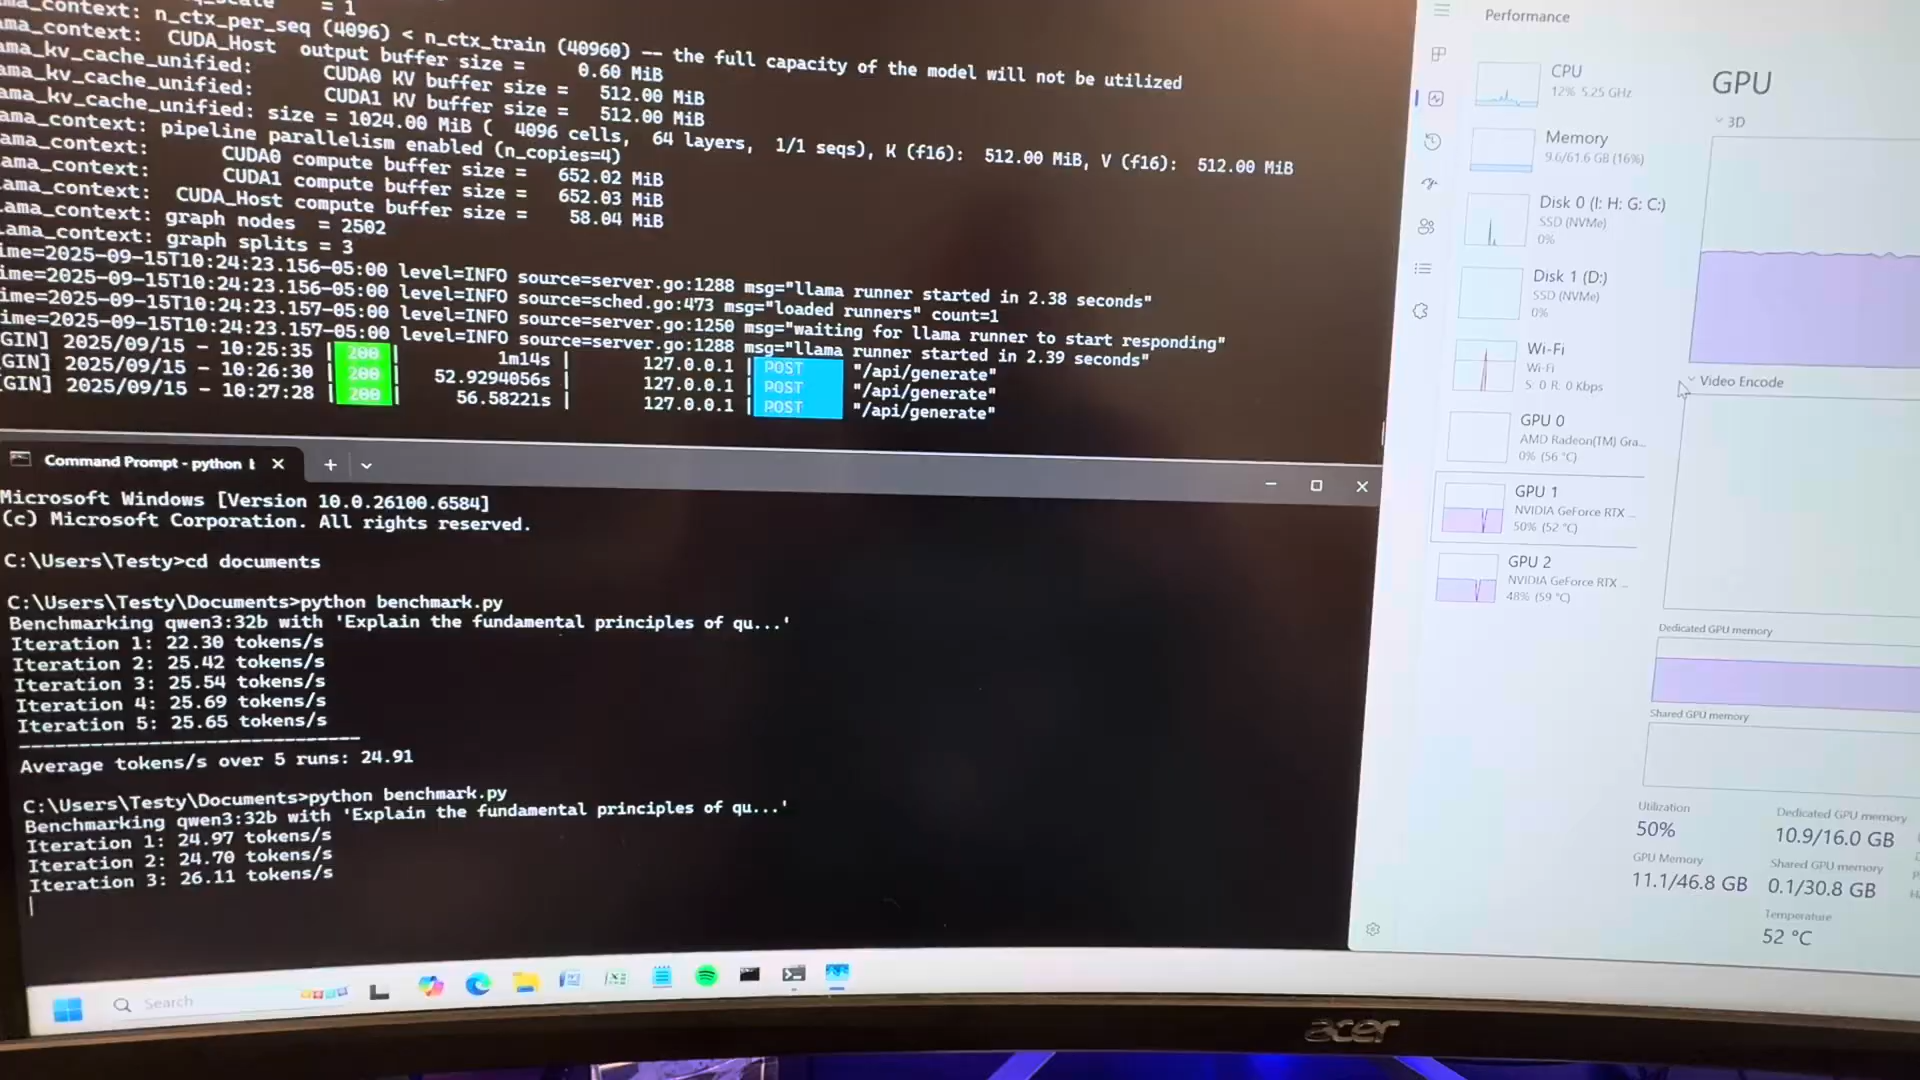 = 1
ama_context: n_ctx_per_seq (4096) < n_ctx_train (40960) -- the full capacity of the model will not be utilized
ama_context: CUDA_Host output buffer size = 0.60 MiB
ama_kv_cache_unified: CUDA0 KV buffer size = 512.00 MiB
ama_kv_cache_unified: CUDA1 KV buffer size = 512.00 MiB
ama_kv_cache_unified: size = 1024.00 MiB ( 4096 cells, 64 layers, 1/1 seqs), K (f16): 512.00 MiB, V (f16): 512.00 MiB
ama_context: pipeline parallelism enabled (n_copies=4)
ama_context: CUDA0 compute buffer size = 652.02 MiB
ama_context: CUDA1 compute buffer size = 652.03 MiB
ama_context: CUDA_Host compute buffer size = 58.04 MiB
ama_context: graph nodes = 2502
ama_context: graph splits = 3
ime=2025-09-15T10:24:23.156-05:00 level=INFO source=server.go:1288 msg="llama runner started in 2.38 seconds"
ime=2025-09-15T10:24:23.156-05:00 level=INFO source=sched.go:473 msg="loaded runners" count=1
ime=2025-09-15T10:24:23.157-05:00 level=INFO source=server.go:1250 msg="waiting for llama runner to start responding"
ime=2025-09-15T10:24:23.157-05:00 level=INFO source=server.go:1288 msg="llama runner started in 2.39 seconds"
[GIN] 2025/09/15 - 10:25:35 | 200 | 1m14s | 127.0.0.1 | POST "/api/generate"
[GIN] 2025/09/15 - 10:26:30 | 200 | 52.9294056s | 127.0.0.1 | POST "/api/generate"
[GIN] 2025/09/15 - 10:27:28 | 200 | 56.58221s | 127.0.0.1 | POST "/api/generate"
Command Prompt - python
Microsoft Windows [Version 10.0.26100.6584]
(c) Microsoft Corporation. All rights reserved.
C:\Users\Testy>cd documents
C:\Users\Testy\Documents>python benchmark.py
Benchmarking qwen3:32b with 'Explain the fundamental principles of qu...'
Iteration 1: 22.30 tokens/s
Iteration 2: 25.42 tokens/s
Iteration 3: 25.54 tokens/s
Iteration 4: 25.69 tokens/s
Iteration 5: 25.65 tokens/s
------------------------------
Average tokens/s over 5 runs: 24.91
C:\Users\Testy\Documents>python benchmark.py
Benchmarking qwen3:32b with 'Explain the fundamental principles of qu...'
Iteration 1: 24.97 tokens/s
Iteration 2: 24.70 tokens/s
Iteration 3: 26.11 tokens/s
Search
acer
Performance
CPU
12% 5.25 GHz
Memory
9.6/61.6 GB (16%)
Disk 0 (I: H: G: C:)
SSD (NVMe)
0%
Disk 1 (D:)
SSD (NVMe)
0%
Wi-Fi
Wi-Fi
S: 0 R: 0 Kbps
GPU 0
AMD Radeon(TM) Gra...
0% (56 °C)
GPU 1
NVIDIA GeForce RTX ...
50% (52 °C)
GPU 2
NVIDIA GeForce RTX ...
48% (59 °C)
GPU
3D
Video Encode
Dedicated GPU memory
Shared GPU memory
Utilization
50%
Dedicated GPU memory
10.9/16.0 GB
GPU Memory
11.1/46.8 GB
Shared GPU memory
0.1/30.8 GB
Temperature
52 °C